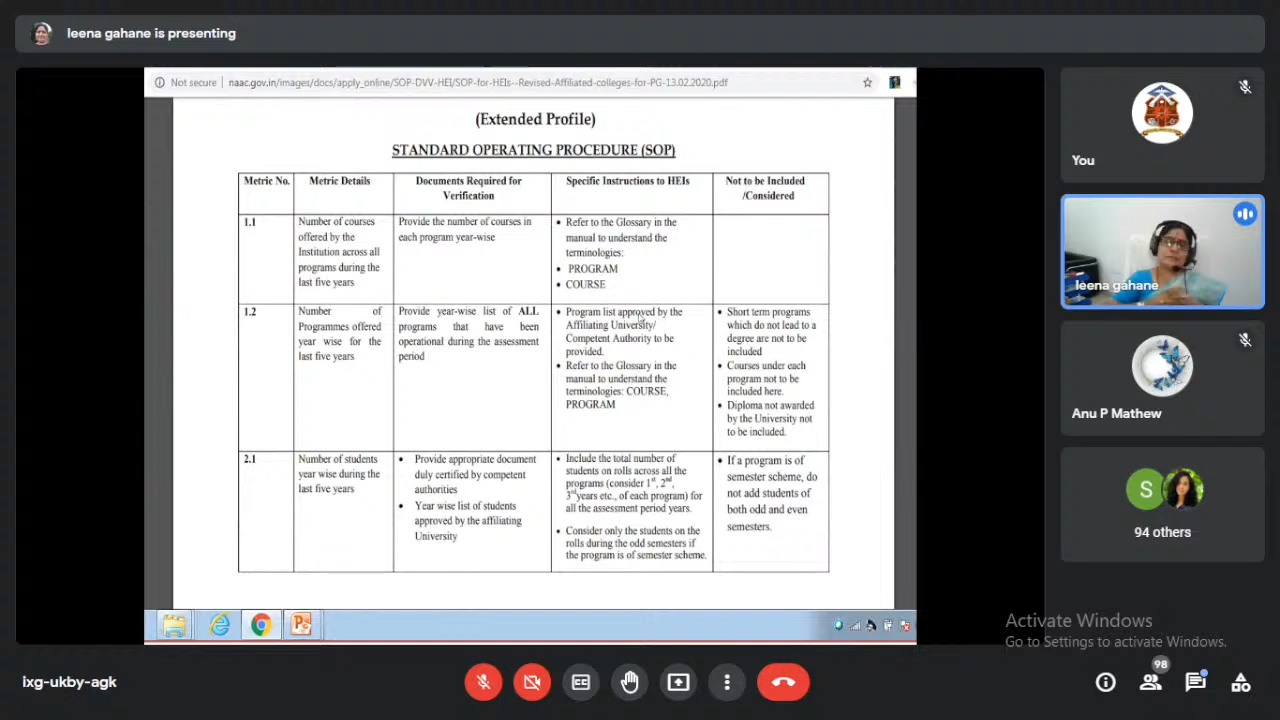 leena gahane is presenting
Not secure | naac.gov.in/images/docs/apply_online/SOP-DVV-HEI/SOP-for-HEIs--Revised-Affiliated-colleges-for-PG-13.02.2020.pdf
(Extended Profile)
STANDARD OPERATING PROCEDURE (SOP)
Metric No.
Metric Details
Documents Required for
Verification
Specific Instructions to HEIs
Not to be Included
/Considered
1.1
Number of courses
offered by the
Institution across all
programs during the
last five years
Provide the number of courses in
each program year-wise
• Refer to the Glossary in the
manual to understand the
terminologies:
• PROGRAM
• COURSE
1.2
Number of
Programmes offered
year wise for the
last five years
Provide year-wise list of ALL
programs that have been
operational during the assessment
period
• Program list approved by the
Affiliating University/
Competent Authority to be
provided.
• Refer to the Glossary in the
manual to understand the
terminologies: COURSE,
PROGRAM
• Short term programs
which do not lead to a
degree are not to be
included
• Courses under each
program not to be
included here.
• Diploma not awarded
by the University not
to be included.
2.1
Number of students
year wise during the
last five years
• Provide appropriate document
duly certified by competent
authorities
• Year wise list of students
approved by the affiliating
University
• Include the total number of
students on rolls across all the
programs (consider 1st, 2nd,
3rd years etc., of each program) for
all the assessment period years.
• Consider only the students on the
rolls during the odd semesters if
the program is of semester scheme.
• If a program is of
semester scheme, do
not add students of
both odd and even
semesters.
You
leena gahane
Anu P Mathew
S
94 others
Activate Windows
Go to Settings to activate Windows.
ixg-ukby-agk
98